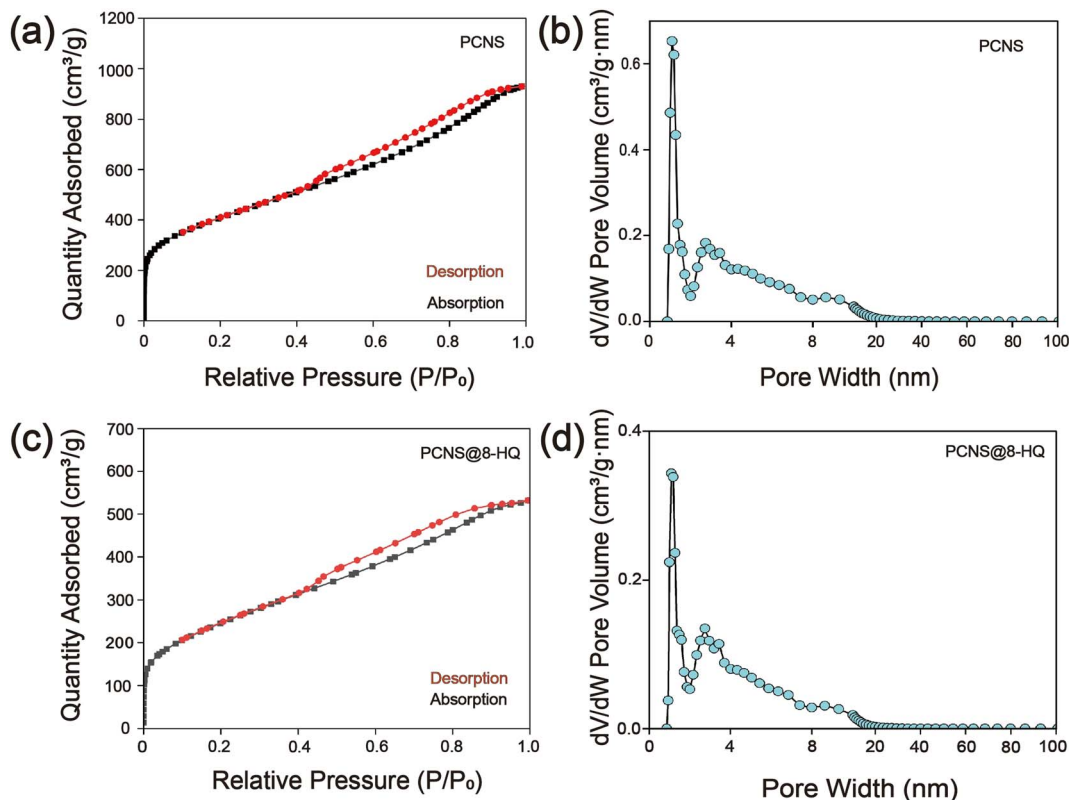 (a)
PCNS
Quantity Adsorbed (cm³/g)
1200
1000
800
600
400
200
0
Desorption
Absorption
0 0.2 0.4 0.6 0.8 1.0
Relative Pressure (P/P₀)
(b)
PCNS
dV/dW Pore Volume (cm³/g·nm)
0.6
0.4
0.2
0.0
0 4 8 20 40 60 80 100
Pore Width (nm)
(c)
PCNS@8-HQ
Quantity Adsorbed (cm³/g)
700
600
500
400
300
200
100
0
Desorption
Absorption
0 0.2 0.4 0.6 0.8 1.0
Relative Pressure (P/P₀)
(d)
PCNS@8-HQ
dV/dW Pore Volume (cm³/g·nm)
0.4
0.2
0.0
0 4 8 20 40 60 80 100
Pore Width (nm)